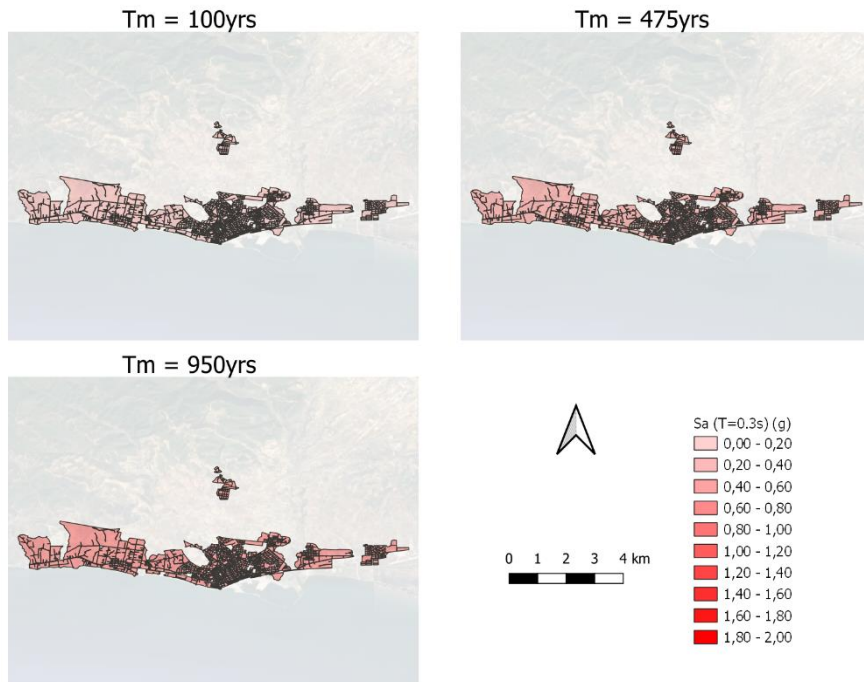 Tm = 100yrs
Tm = 475yrs
Tm = 950yrs
Sa (T=0.3s) (g)
0,00 - 0,20
0,20 - 0,40
0,40 - 0,60
0,60 - 0,80
0,80 - 1,00
1,00 - 1,20
1,20 - 1,40
1,40 - 1,60
1,60 - 1,80
1,80 - 2,00
0 1 2 3 4 km